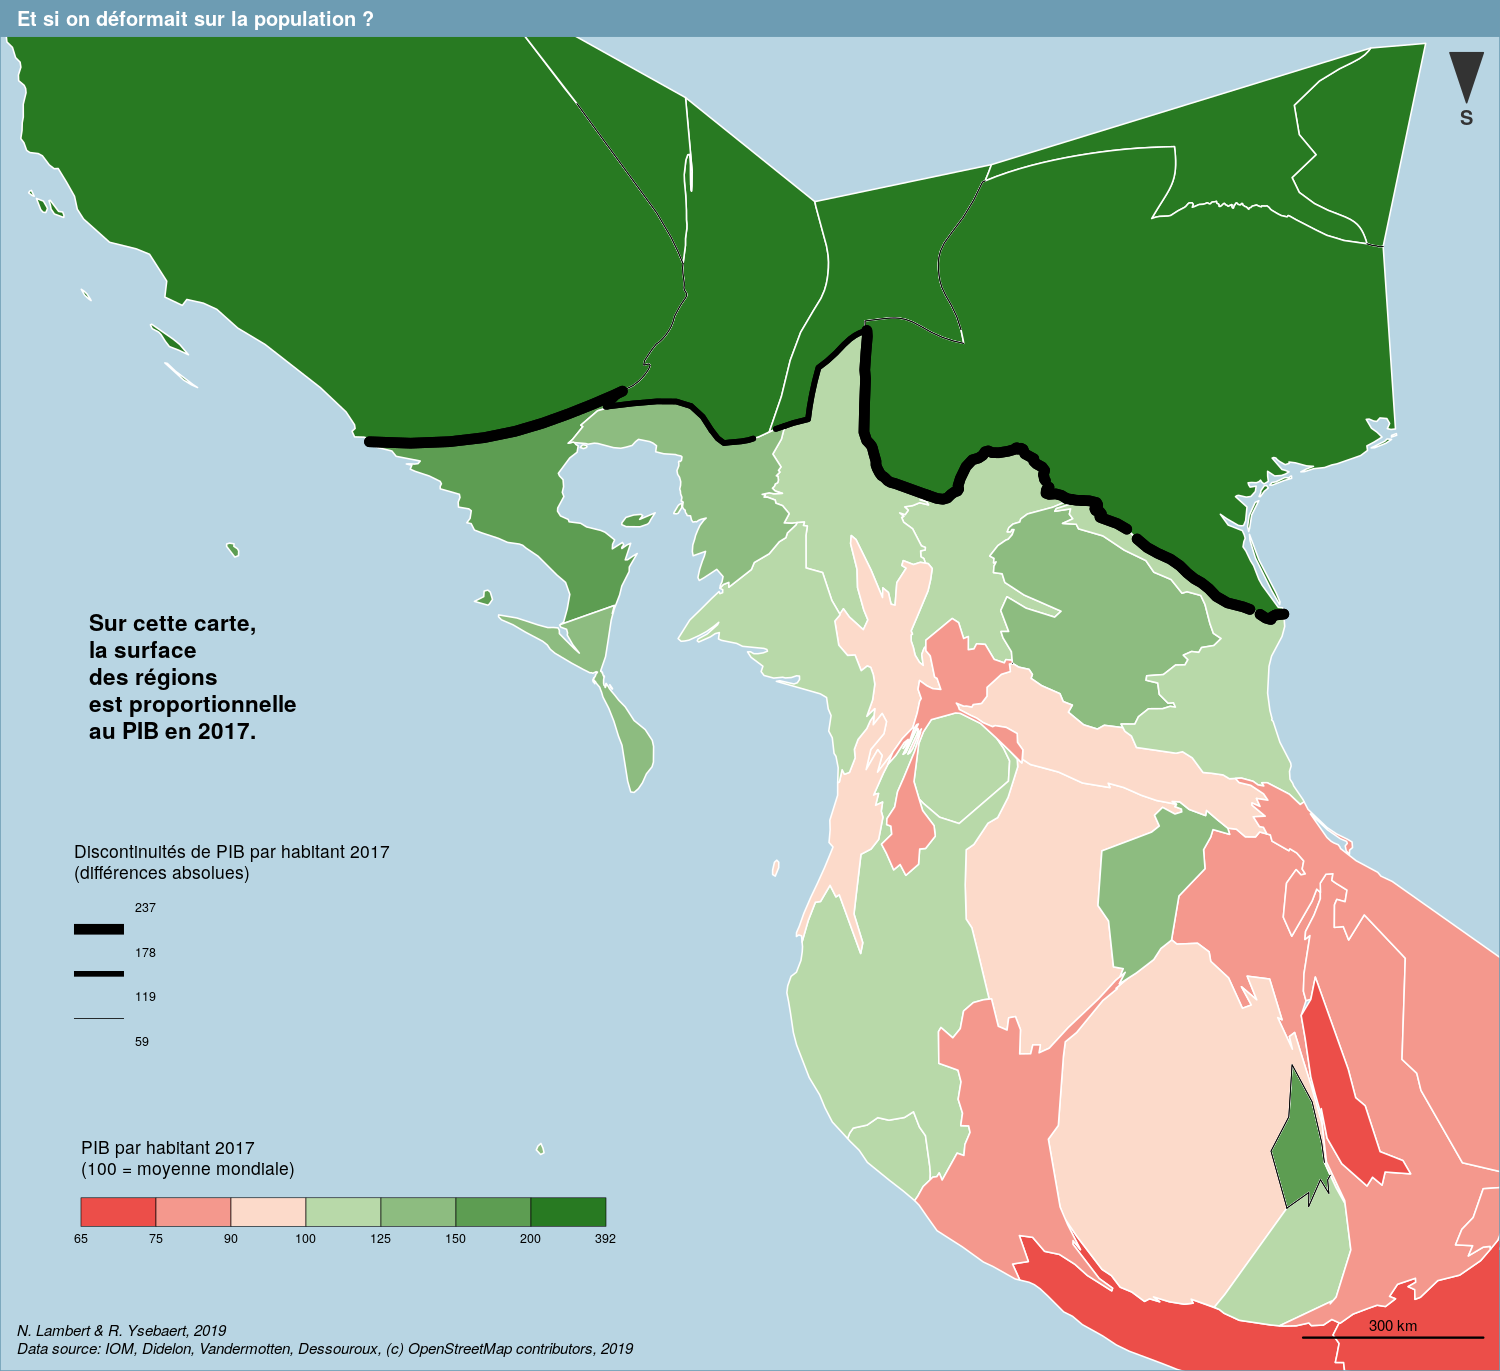 Et si on déformait sur la population ?
S
Sur cette carte,
la surface
des régions
est proportionnelle
au PIB en 2017.
Discontinuités de PIB par habitant 2017
(différences absolues)
237
178
119
59
PIB par habitant 2017
(100 = moyenne mondiale)
65 75 90 100 125 150 200 392
300 km
N. Lambert & R. Ysebaert, 2019
Data source: IOM, Didelon, Vandermotten, Dessouroux, (c) OpenStreetMap contributors, 2019